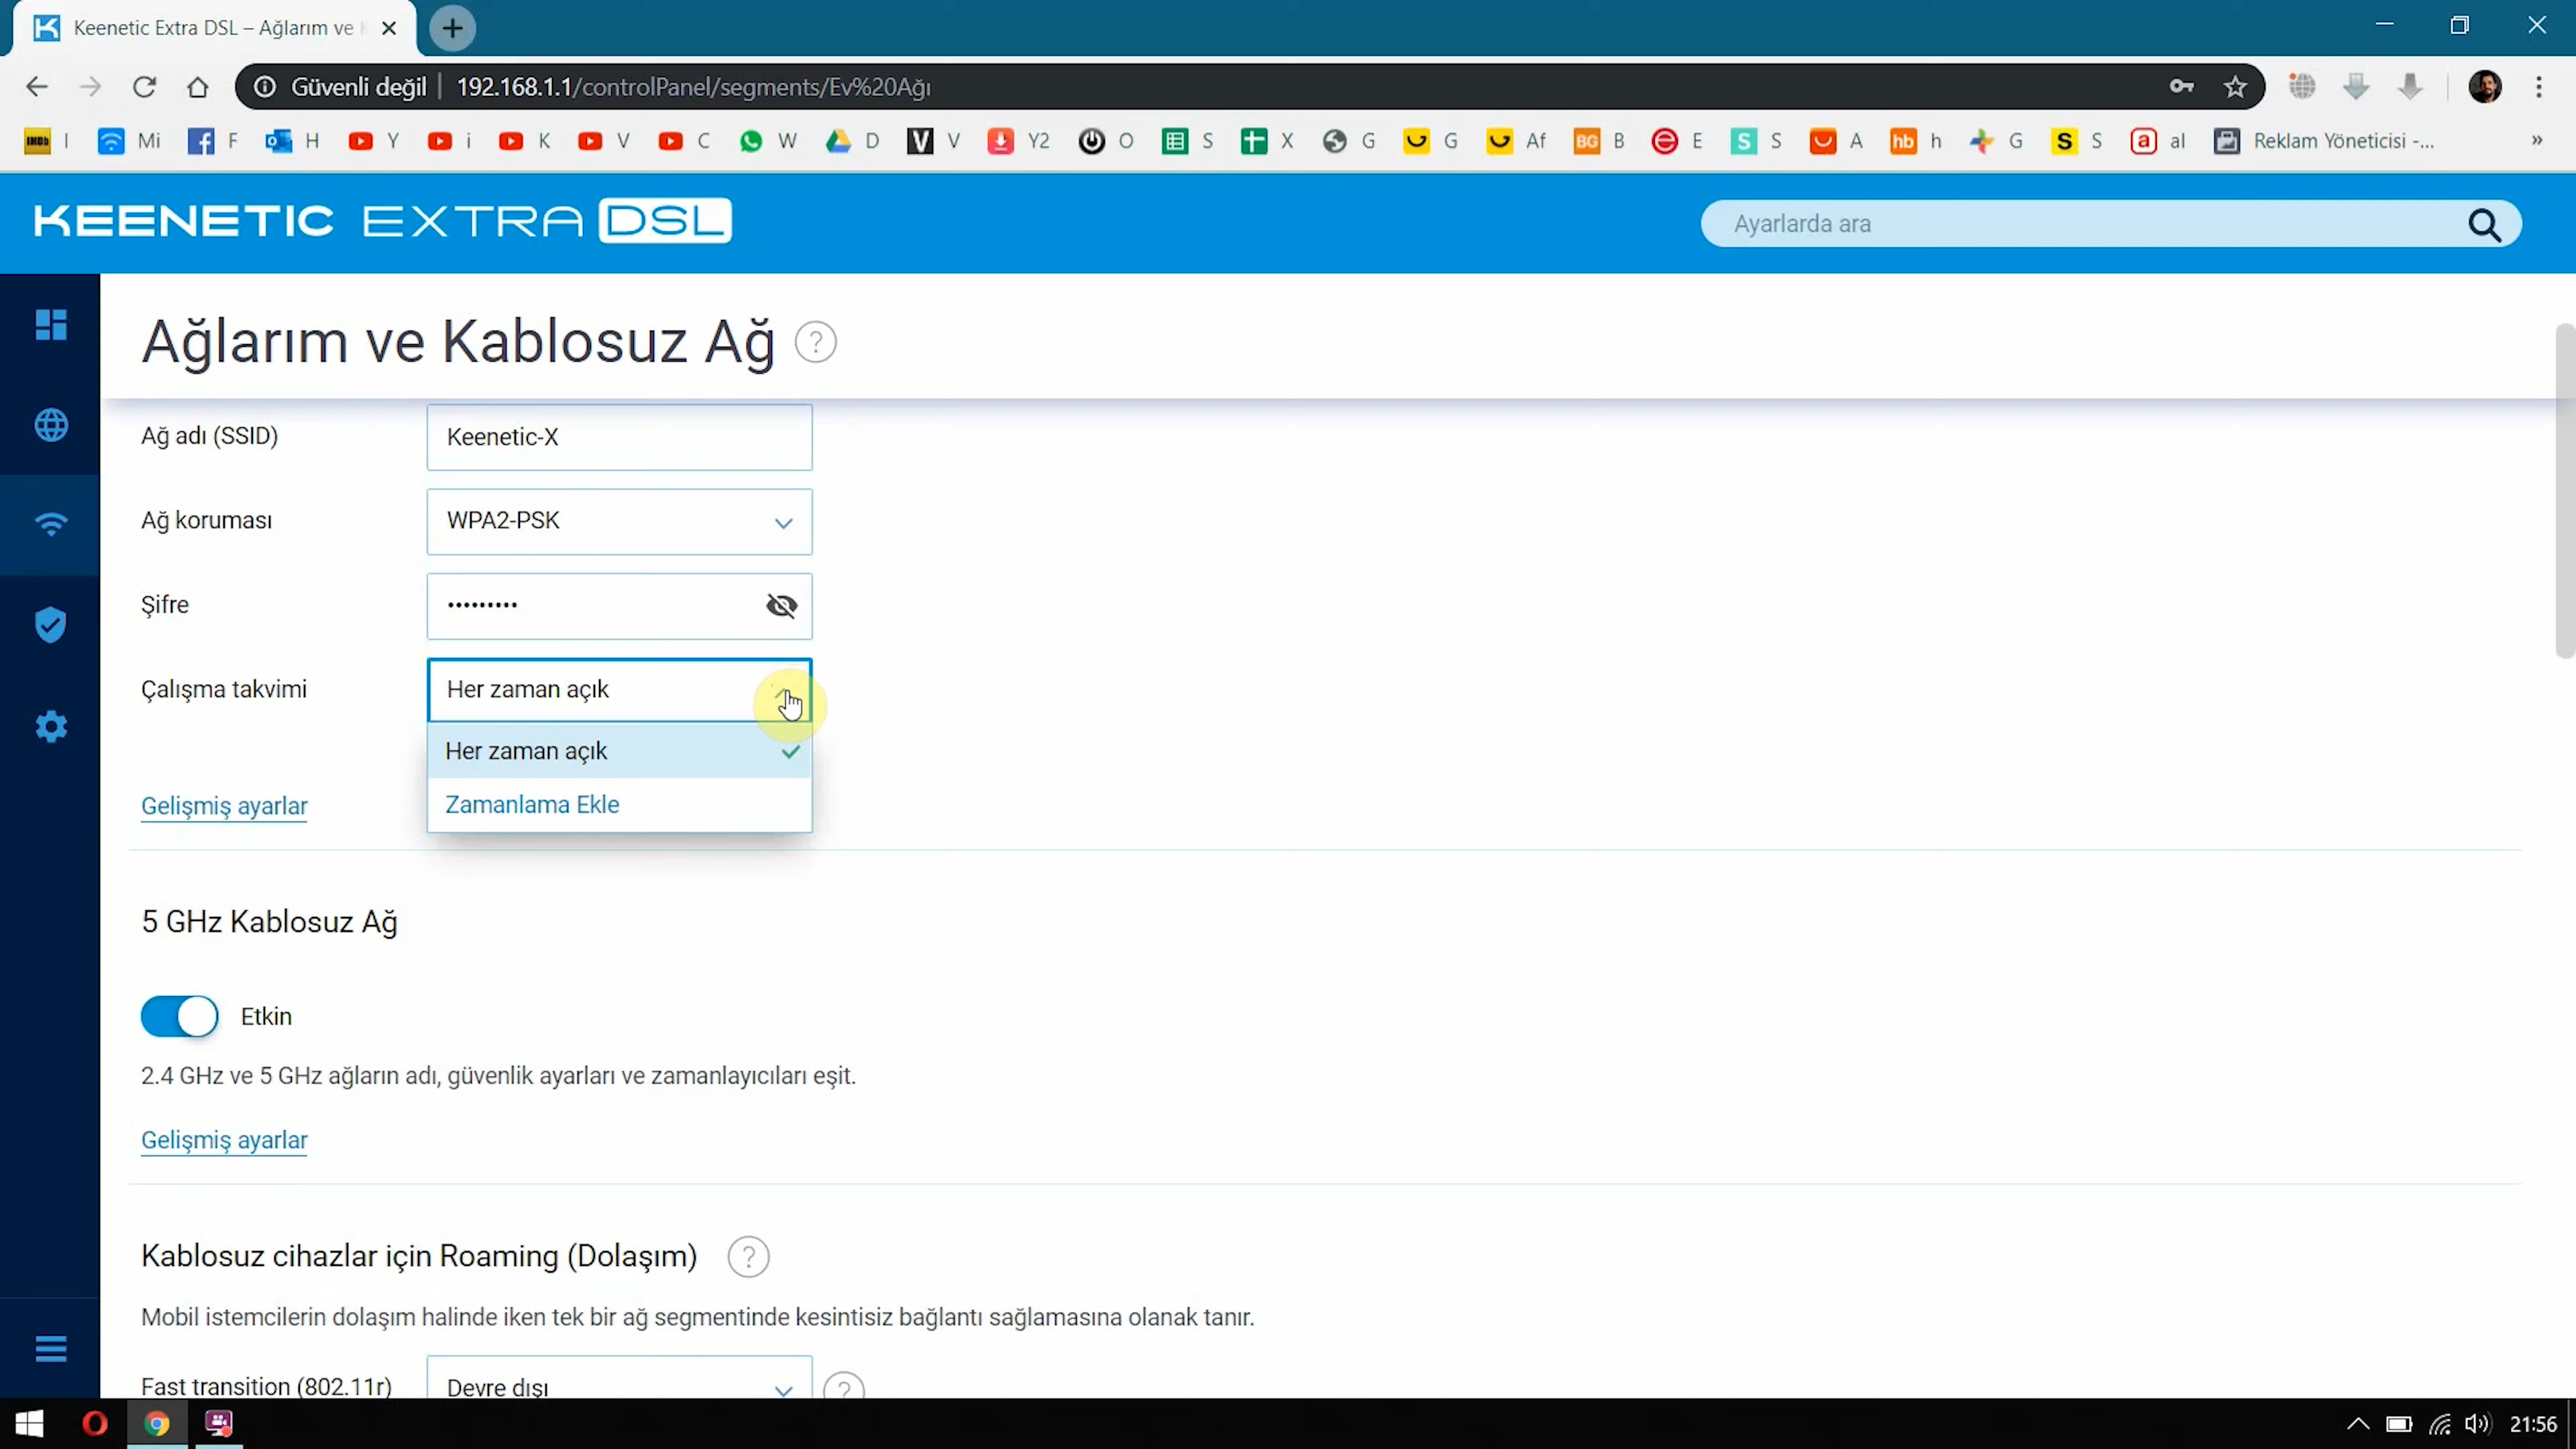 Keenetic Extra DSL – Ağlarım ve
Güvenli değil 192.168.1.1/controlPanel/segments/Ev%20Ağı
IMDb I Mi F H Y i K V C W D V Y2 O S X G G Af BG B E S S A hb h G S S a al Reklam Yöneticisi -... »
KEENETIC EXTRA DSL
Ayarlarda ara
Ağlarım ve Kablosuz Ağ ?
Ağ adı (SSID) Keenetic-X
Ağ koruması WPA2-PSK
Şifre •••••••••
Çalışma takvimi Her zaman açık
Her zaman açık
Zamanlama Ekle
Gelişmiş ayarlar
5 GHz Kablosuz Ağ
Etkin
2.4 GHz ve 5 GHz ağların adı, güvenlik ayarları ve zamanlayıcıları eşit.
Gelişmiş ayarlar
Kablosuz cihazlar için Roaming (Dolaşım) ?
Mobil istemcilerin dolaşım halinde iken tek bir ağ segmentinde kesintisiz bağlantı sağlamasına olanak tanır.
Fast transition (802.11r) Devre dışı ?
21:56